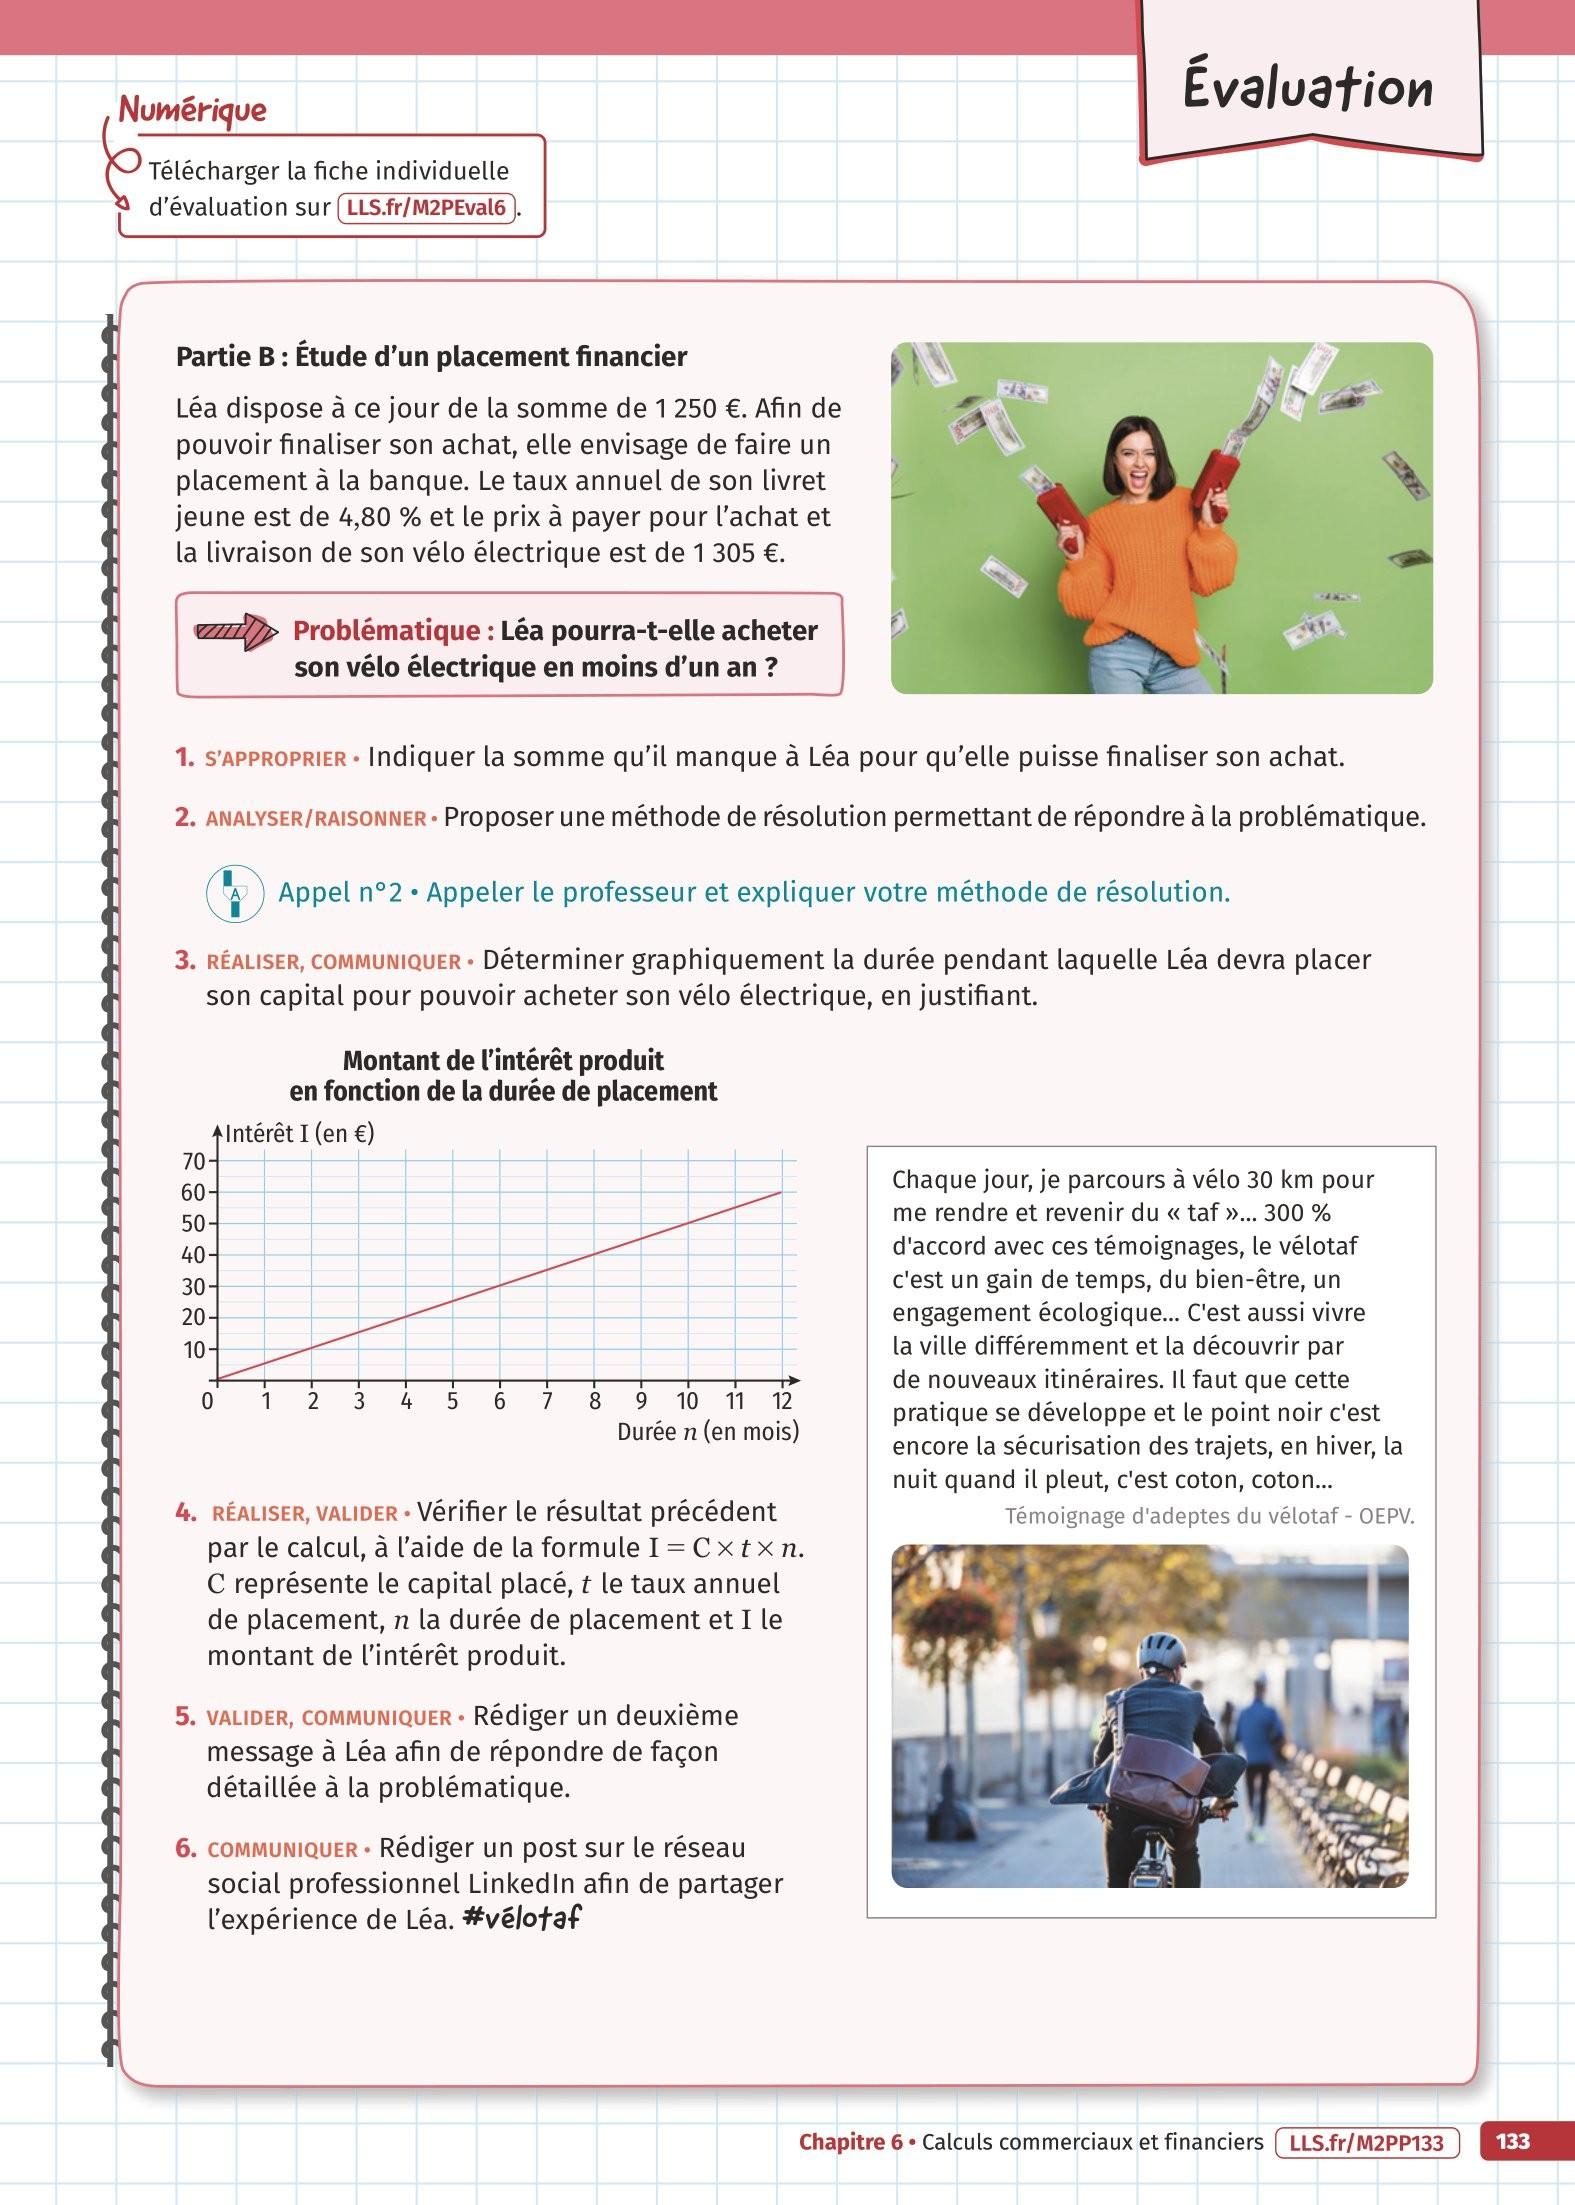 Évaluation
Numérique
Télécharger la fiche individuelle
d'évaluation sur LLS.fr/M2PEval6.
Partie B : Étude d'un placement financier
Léa dispose à ce jour de la somme de 1 250 €. Afin de
pouvoir finaliser son achat, elle envisage de faire un
placement à la banque. Le taux annuel de son livret
jeune est de 4,80 % et le prix à payer pour l'achat et
la livraison de son vélo électrique est de 1 305 €.
Problématique : Léa pourra-t-elle acheter
son vélo électrique en moins d'un an ?
1. S'APPROPRIER • Indiquer la somme qu'il manque à Léa pour qu'elle puisse finaliser son achat.
2. ANALYSER/RAISONNER • Proposer une méthode de résolution permettant de répondre à la problématique.
A
Appel n°2 • Appeler le professeur et expliquer votre méthode de résolution.
3. RÉALISER, COMMUNIQUER • Déterminer graphiquement la durée pendant laquelle Léa devra placer
son capital pour pouvoir acheter son vélo électrique, en justifiant.
Montant de l'intérêt produit
en fonction de la durée de placement
Intérêt I (en €)
70
60
50
40
30
20
10
0 1 2 3 4 5 6 7 8 9 10 11 12
Durée n (en mois)
4. RÉALISER, VALIDER • Vérifier le résultat précédent
par le calcul, à l'aide de la formule I = C × t × n.
C représente le capital placé, t le taux annuel
de placement, n la durée de placement et I le
montant de l'intérêt produit.
5. VALIDER, COMMUNIQUER • Rédiger un deuxième
message à Léa afin de répondre de façon
détaillée à la problématique.
6. COMMUNIQUER • Rédiger un post sur le réseau
social professionnel LinkedIn afin de partager
l'expérience de Léa. #vélotaf
Chaque jour, je parcours à vélo 30 km pour
me rendre et revenir du « taf »... 300 %
d'accord avec ces témoignages, le vélotaf
c'est un gain de temps, du bien-être, un
engagement écologique... C'est aussi vivre
la ville différemment et la découvrir par
de nouveaux itinéraires. Il faut que cette
pratique se développe et le point noir c'est
encore la sécurisation des trajets, en hiver, la
nuit quand il pleut, c'est coton, coton...
Témoignage d'adeptes du vélotaf - OEPV.
Chapitre 6 • Calculs commerciaux et financiers LLS.fr/M2PP133 133